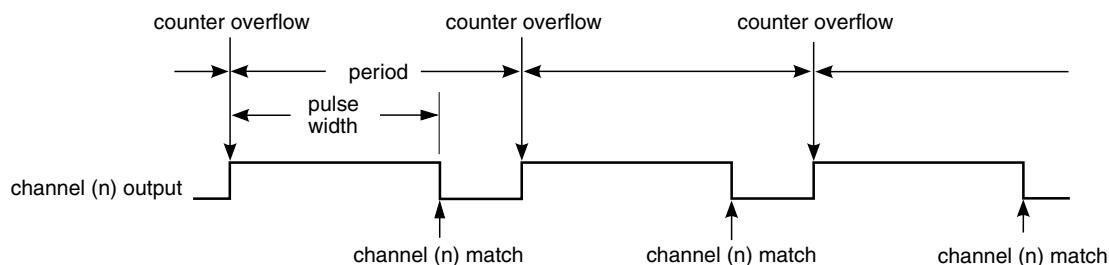 counter overflow
counter overflow
counter overflow
period
pulse
width
channel (n) output
channel (n) match
channel (n) match
channel (n) match